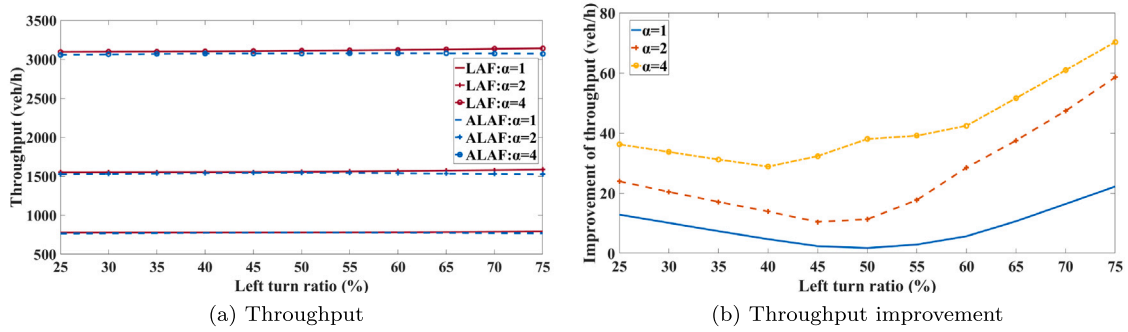 3500
3000
2500
2000
1500
1000
500
Throughput (veh/h)
LAF:α=1
LAF:α=2
LAF:α=4
ALAF:α=1
ALAF:α=2
ALAF:α=4
25 30 35 40 45 50 55 60 65 70 75
Left turn ratio (%)
(a) Throughput
80
60
40
20
0
Improvement of throughput (veh/h)
α=1
α=2
α=4
25 30 35 40 45 50 55 60 65 70 75
Left turn ratio (%)
(b) Throughput improvement